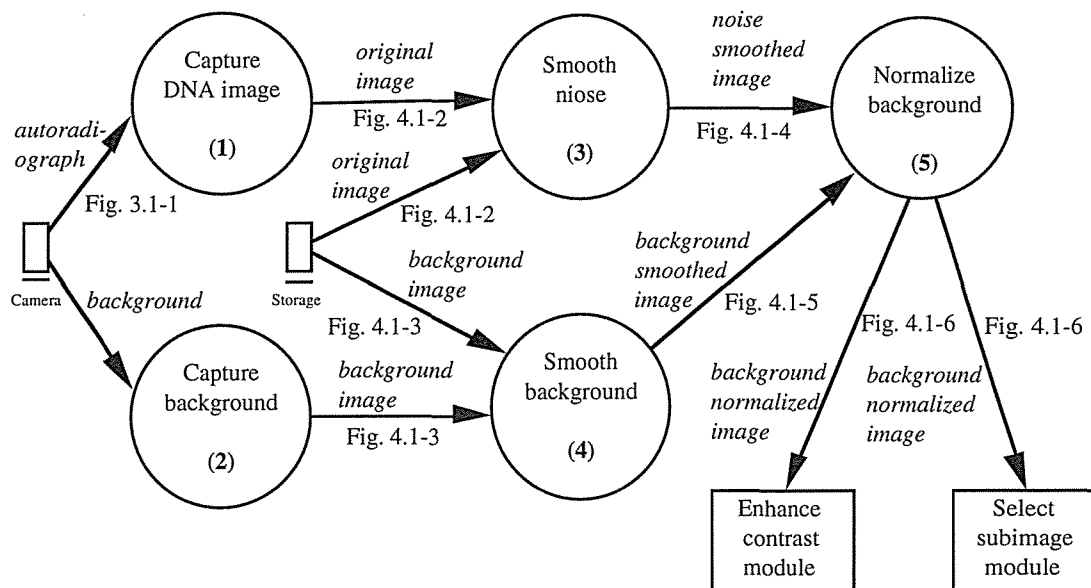 Capture
DNA image
(1)
original
image
Fig. 4.1-2
Smooth
niose
(3)
noise
smoothed
image
Fig. 4.1-4
Normalize
background
(5)
autoradi-
ograph
Fig. 3.1-1
original
image
Fig. 4.1-2
Camera
background
Storage
background
image
Fig. 4.1-3
background
smoothed
image
Fig. 4.1-5
Capture
background
(2)
background
image
Fig. 4.1-3
Smooth
background
(4)
Fig. 4.1-6
Fig. 4.1-6
background
normalized
image
background
normalized
image
Enhance
contrast
module
Select
subimage
module